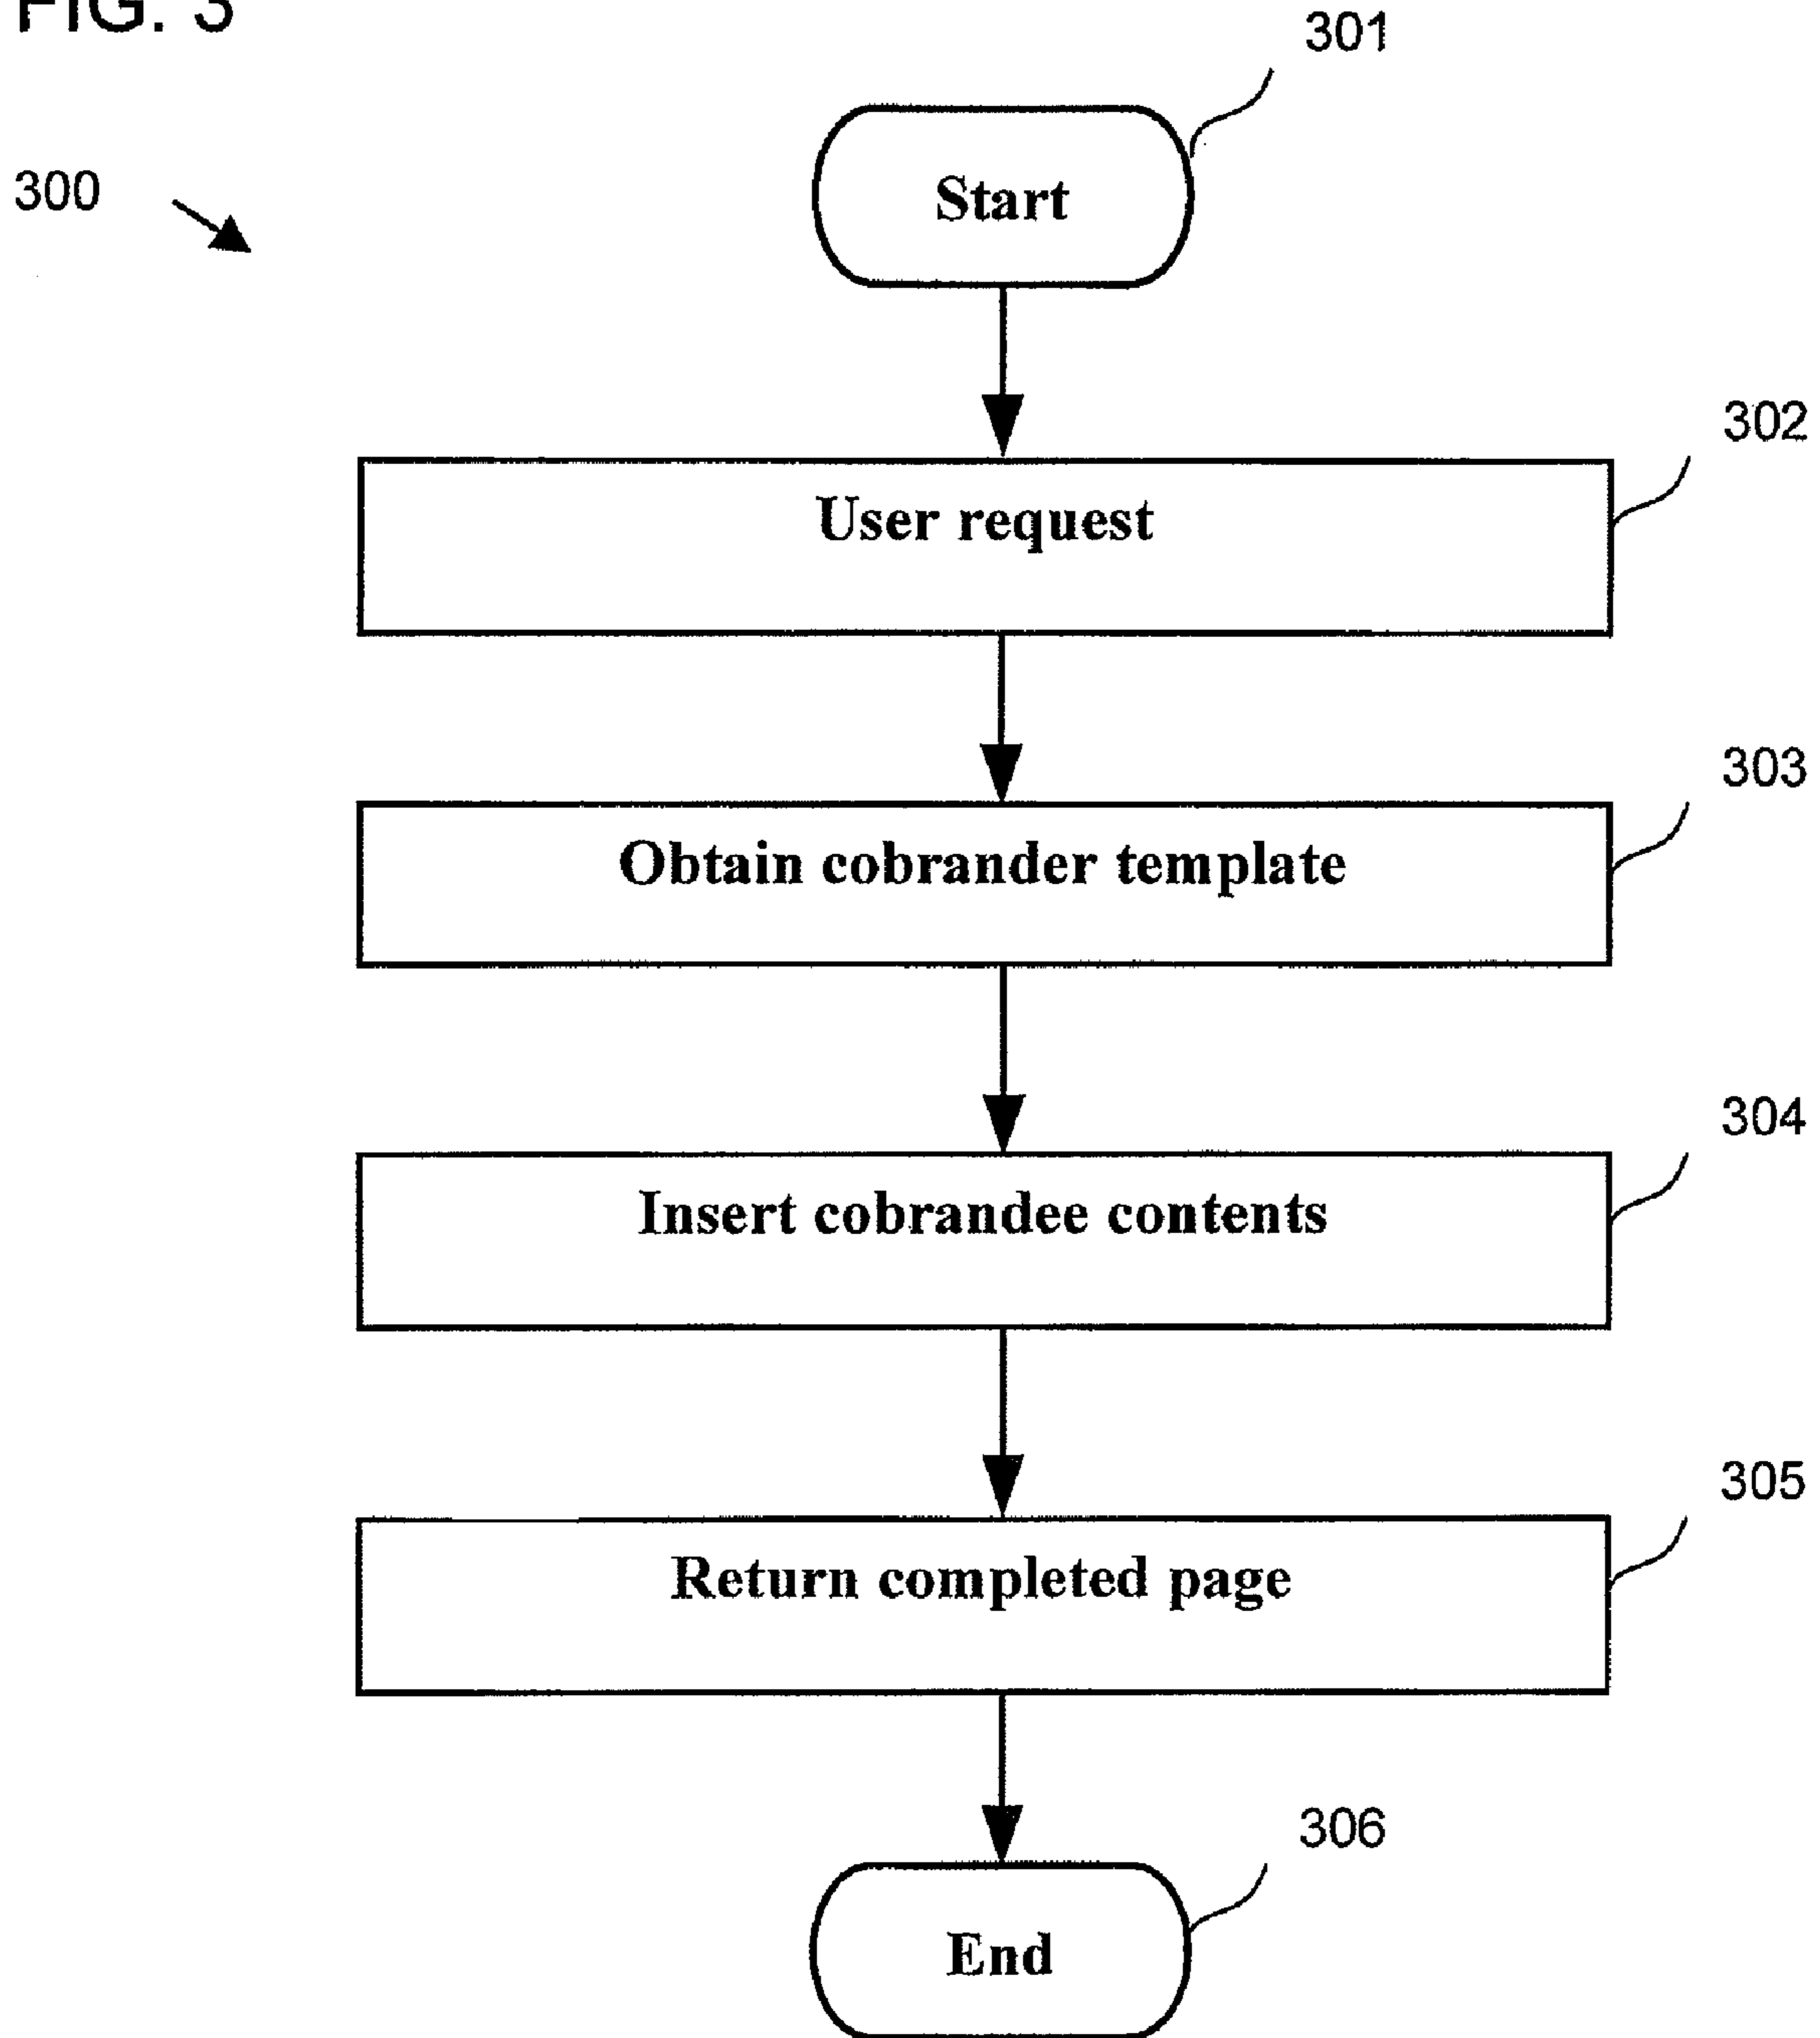 FIG. 3
301
300
Start
302
User request
303
Obtain cobrander template
304
Insert cobrandee contents
305
Return completed page
306
End